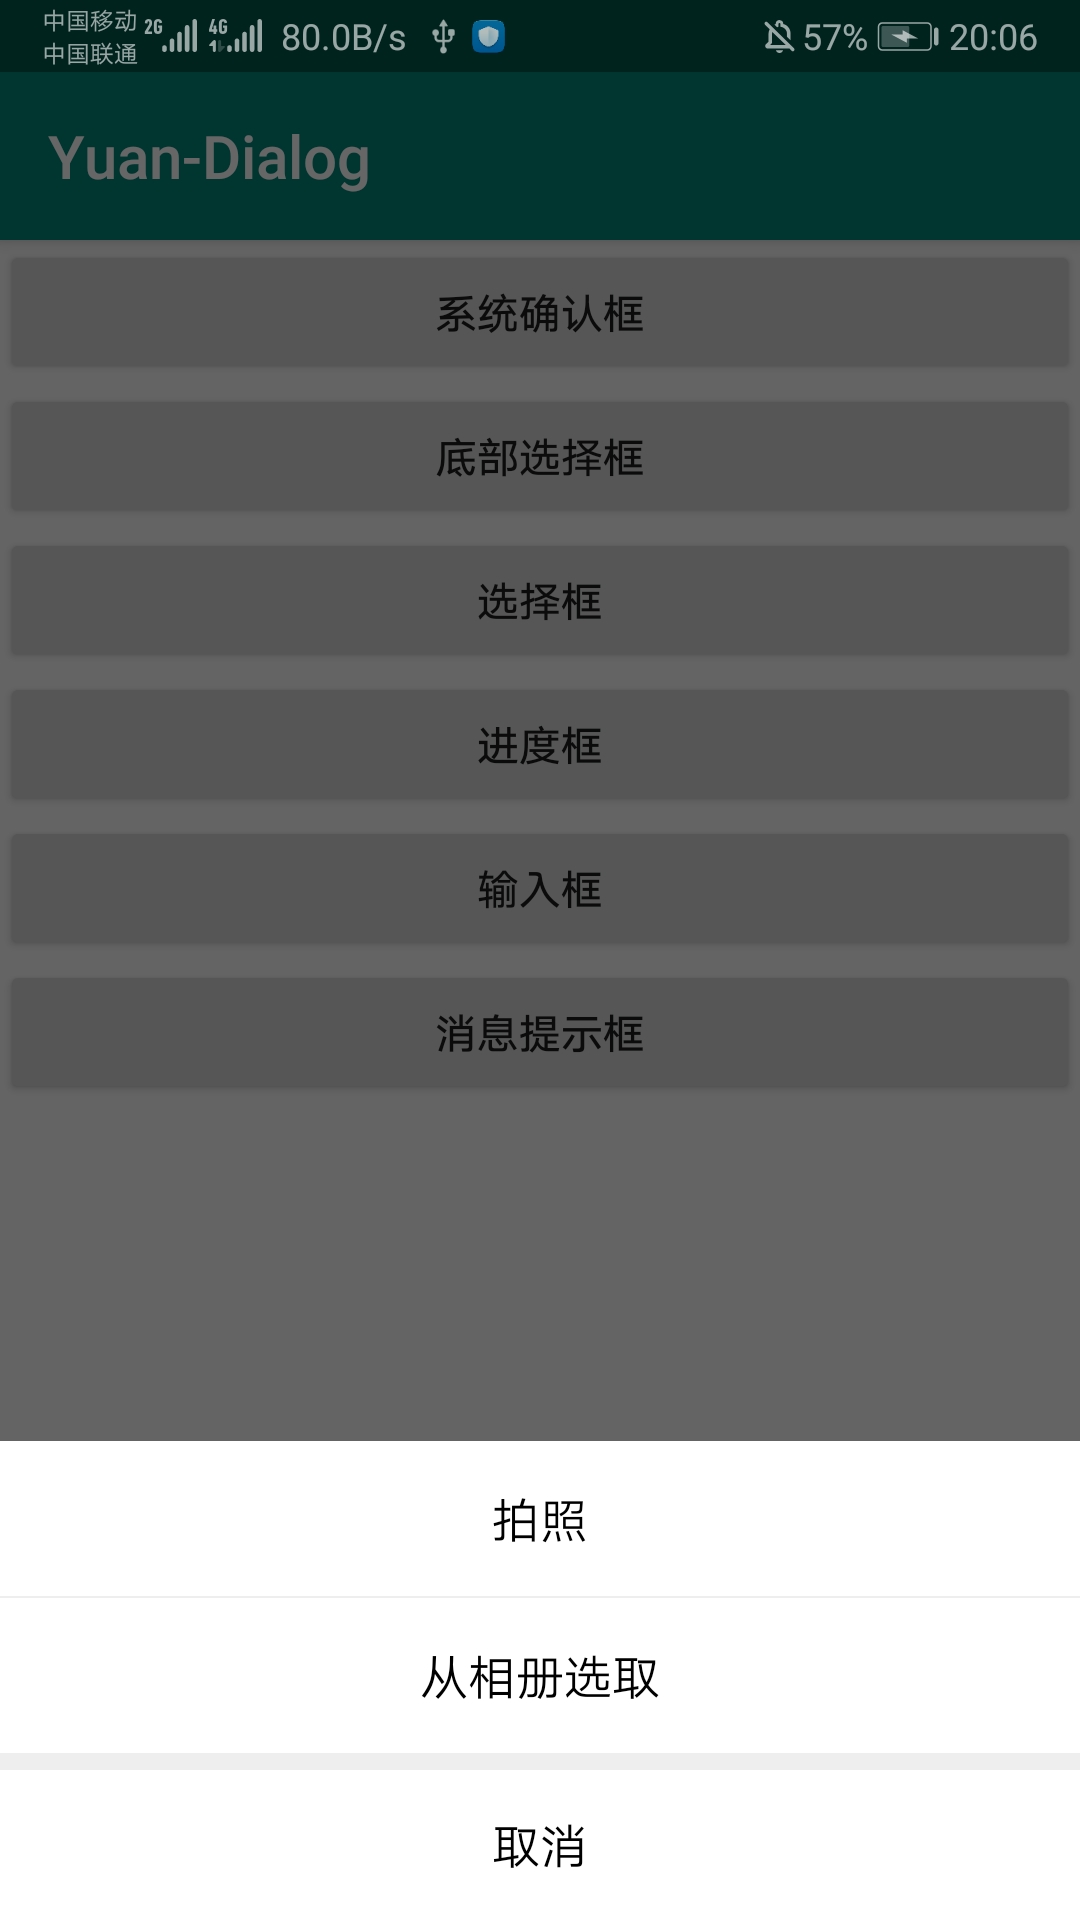 中国移动 2G 4G 80.0B/s 57% 20:06
中国联通 1
Yuan-Dialog
系统确认框
底部选择框
选择框
进度框
输入框
消息提示框
拍照
从相册选取
取消